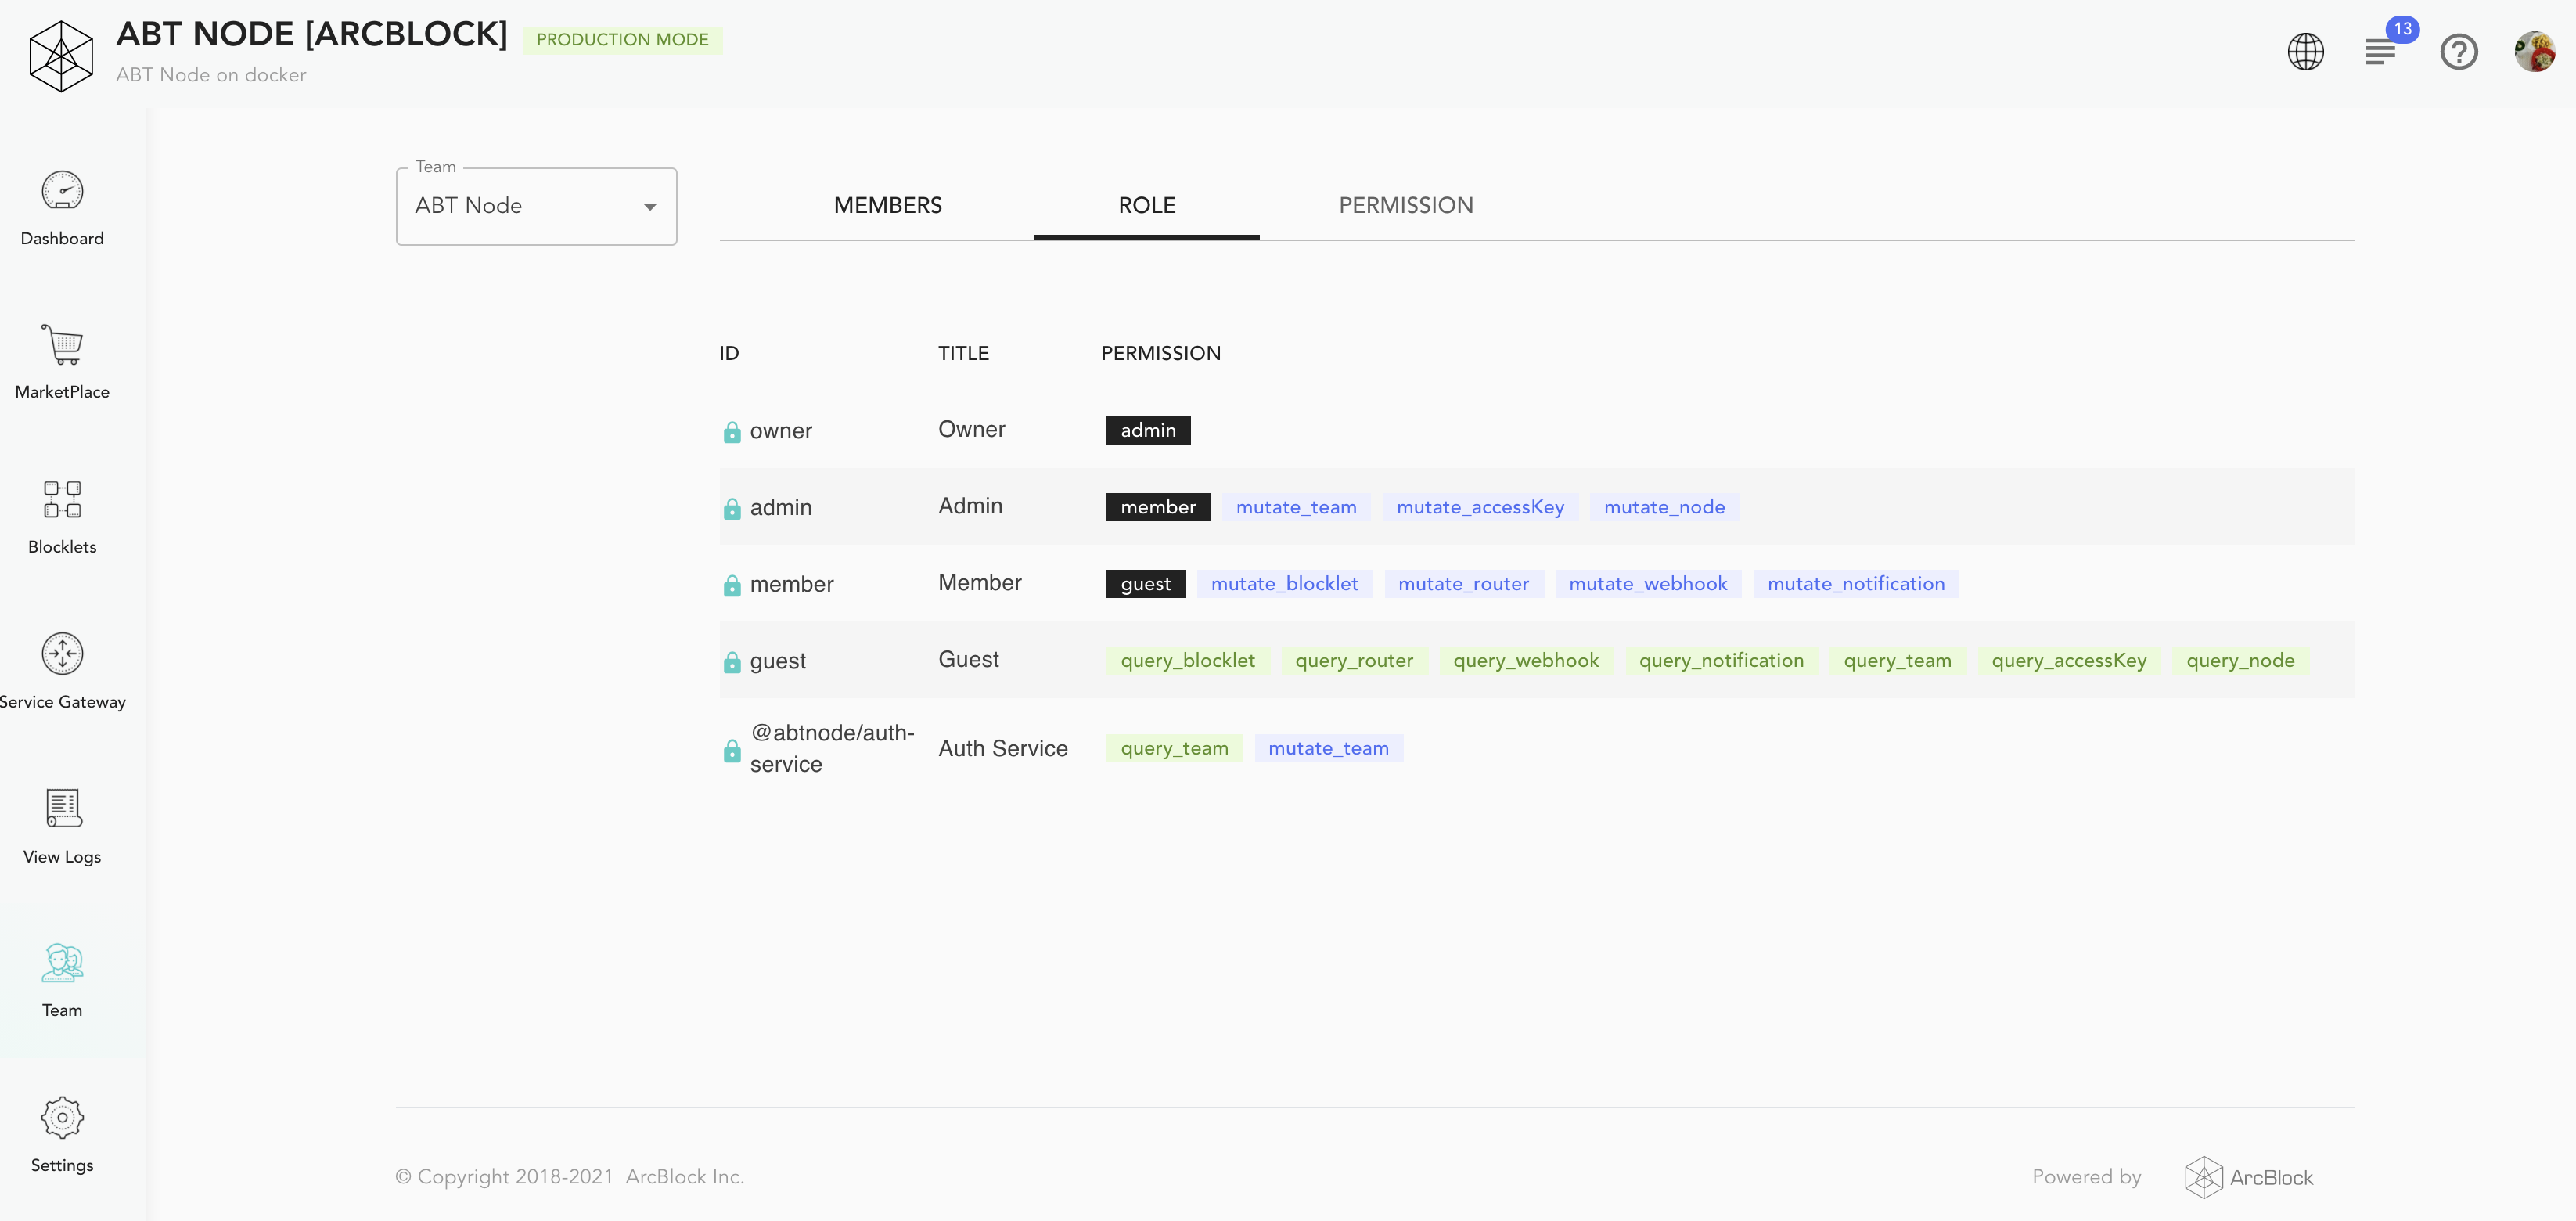 ABT NODE [ARCBLOCK] PRODUCTION MODE
ABT Node on docker
13
Dashboard
MarketPlace
Blocklets
Service Gateway
View Logs
Team
Settings
Team
ABT Node
MEMBERS ROLE PERMISSION
ID TITLE PERMISSION
owner Owner admin
admin Admin member mutate_team mutate_accessKey mutate_node
member Member guest mutate_blocklet mutate_router mutate_webhook mutate_notification
guest Guest query_blocklet query_router query_webhook query_notification query_team query_accessKey query_node
@abtnode/auth-
service Auth Service query_team mutate_team
© Copyright 2018-2021 ArcBlock Inc.
Powered by ArcBlock